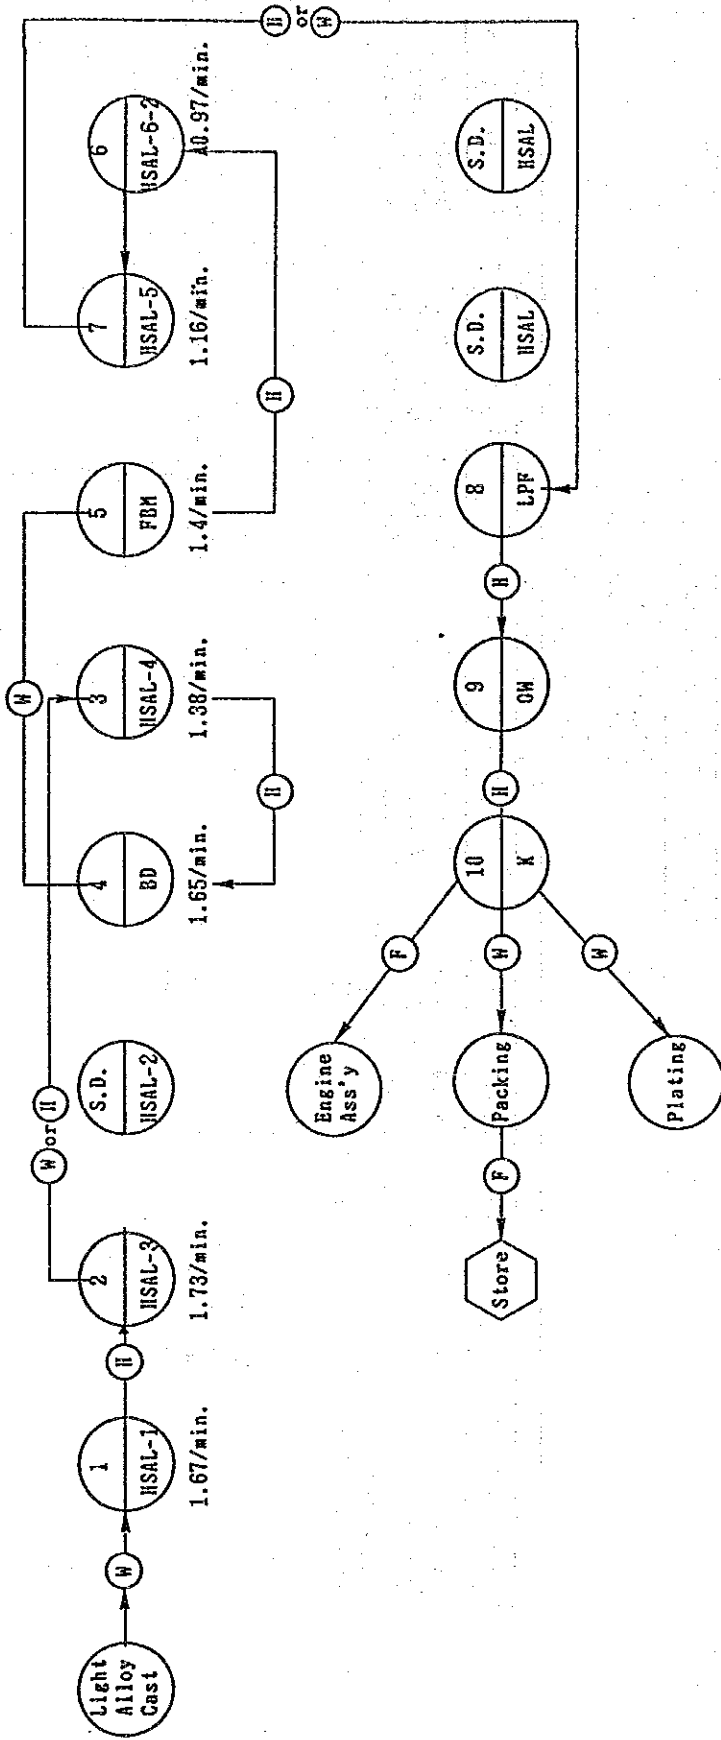 Light
Alloy
Cast
W
1
HSAL-1
1.67/min.
H
2
HSAL-3
1.73/min.
W or H
S.D.
HSAL-2
4
BD
1.65/min.
H
3
HSAL-4
1.38/min.
W
5
FBM
1.4/min.
H
7
HSAL-5
1.16/min.
6
HSAL-6-2
A0.97/min.
H or W
Store
F
Packing
W
Engine
Ass'y
F
Plating
W
10
K
H
9
OW
H
8
LPF
S.D.
HSAL
S.D.
HSAL